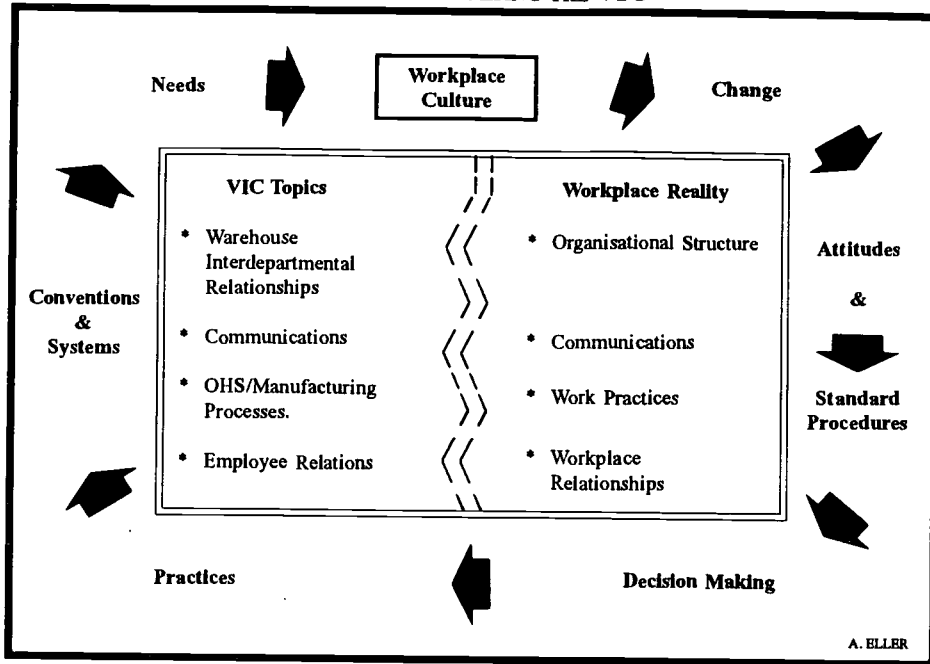 Needs
Workplace
Culture
Change
VIC Topics
* Warehouse
Interdepartmental
Relationships
* Communications
* OHS/Manufacturing
Processes.
* Employee Relations
Workplace Reality
* Organisational Structure
* Communications
* Work Practices
* Workplace
Relationships
Attitudes
&
Standard
Procedures
Conventions
&
Systems
Practices
Decision Making
A. ELLER